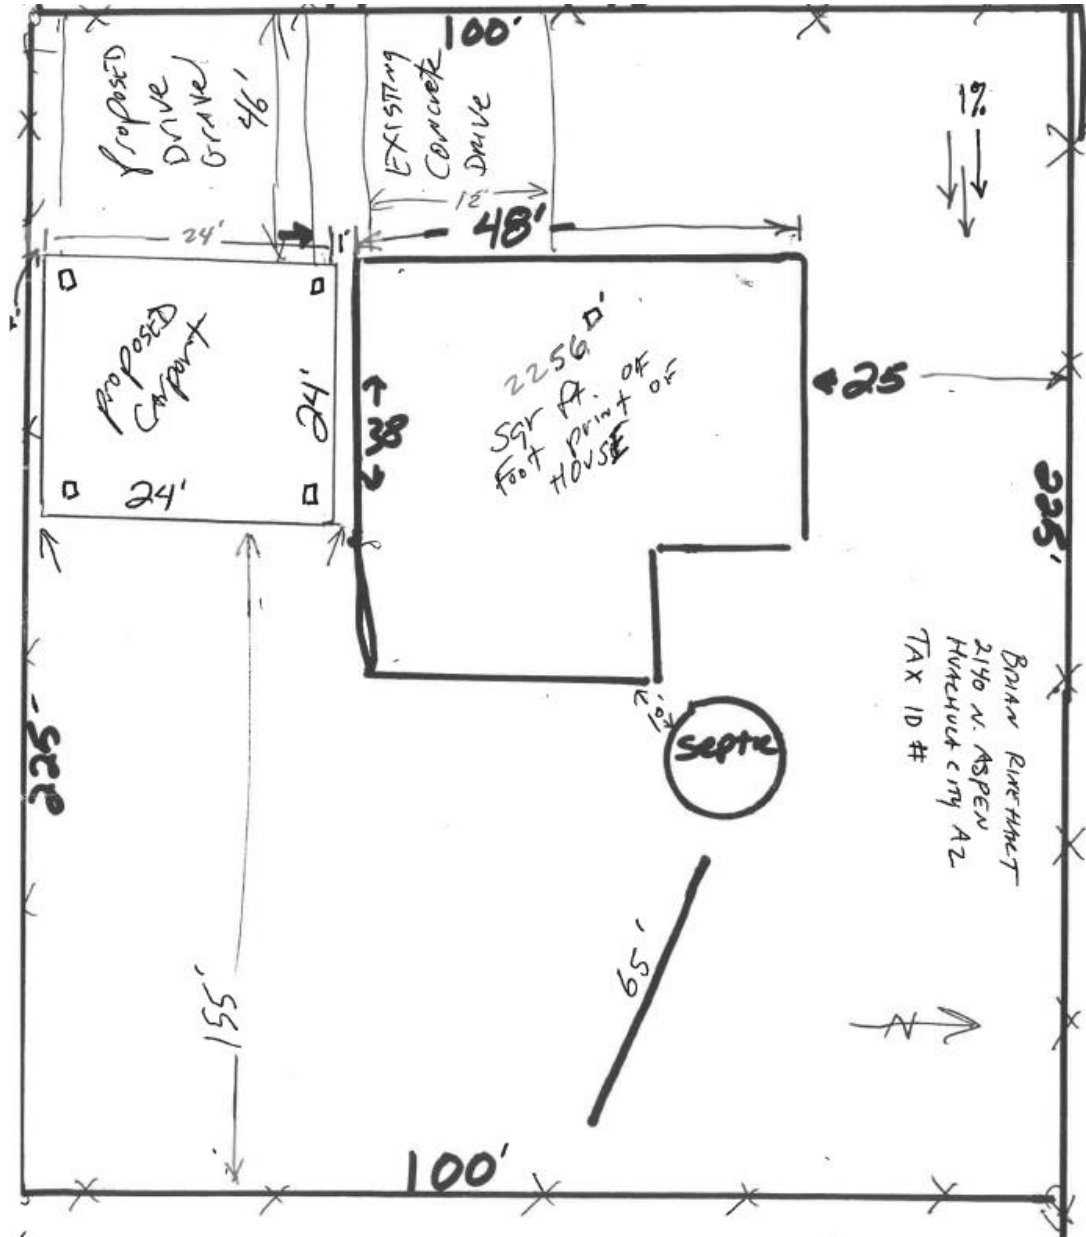 100'
PROPOSED
DRIVE
GrAVel
46'
EXISTING
CONCrete
DRIVE
12'
1%
24'
1'
48'
PROPOSED
CArport
24'
24'
38
2256
Sqr Ft. OF
Foot print OF
HOUSE
25
225'
225'
10'
septic
BRIAN RINEHART
2140 N. ASPEN
HUACHUCA CITY AZ
TAX ID #
65'
155'
N
100'